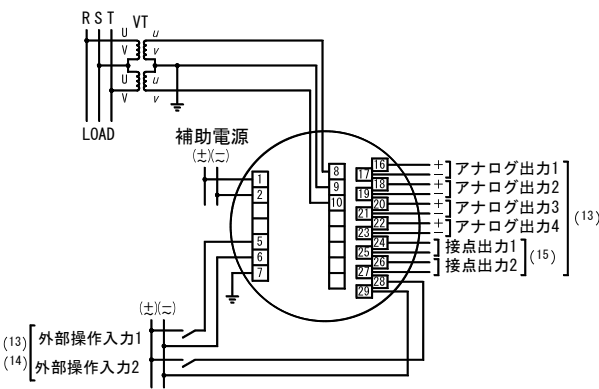 R S T VT
U u
V v
U u
V v
LOAD
補助電源
(±)(≂)
1
2
5
6
7
8
9
10
16
17
18
19
20
21
22
23
24
25
26
27
28
29
+
− アナログ出力1
+
− アナログ出力2
+
− アナログ出力3
+
− アナログ出力4
接点出力1
接点出力2
(13)
(15)
(±)(≂)
(13)
(14)
外部操作入力1
外部操作入力2